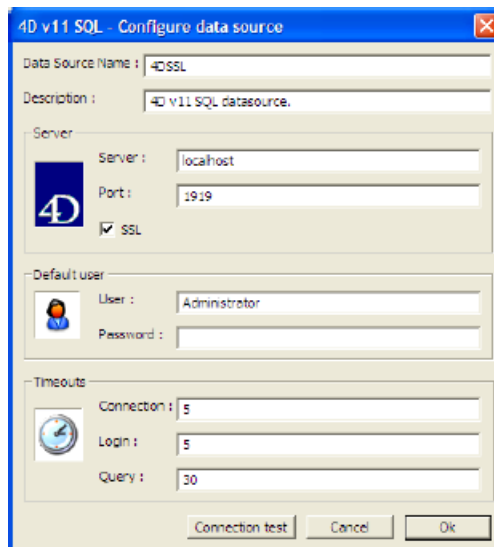 4D v11 SQL - Configure data source
Data Source Name : 4DSSL
Description : 4D v11 SQL datasource.
Server
Server : localhost
4D
Port : 1919
SSL
Default user
User : Administrator
Password :
Timeouts
Connection : 5
Login : 5
Query : 30
Connection test Cancel Ok